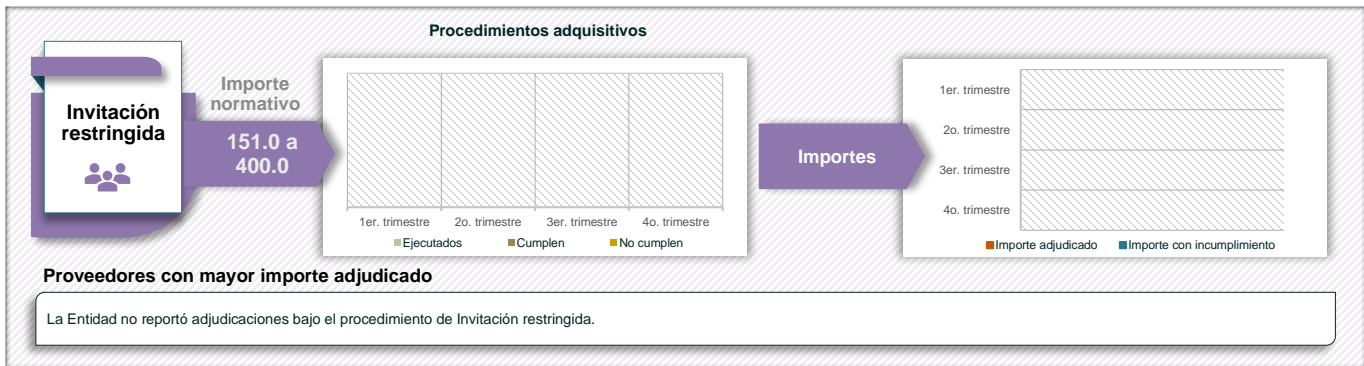 Procedimientos adquisitivos
Invitación
restringida
Importe
normativo
151.0 a
400.0
1er. trimestre
2o. trimestre
3er. trimestre
4o. trimestre
Ejecutados
Cumplen
No cumplen
Importes
1er. trimestre
2o. trimestre
3er. trimestre
4o. trimestre
Importe adjudicado
Importe con incumplimiento
Proveedores con mayor importe adjudicado
La Entidad no reportó adjudicaciones bajo el procedimiento de Invitación restringida.